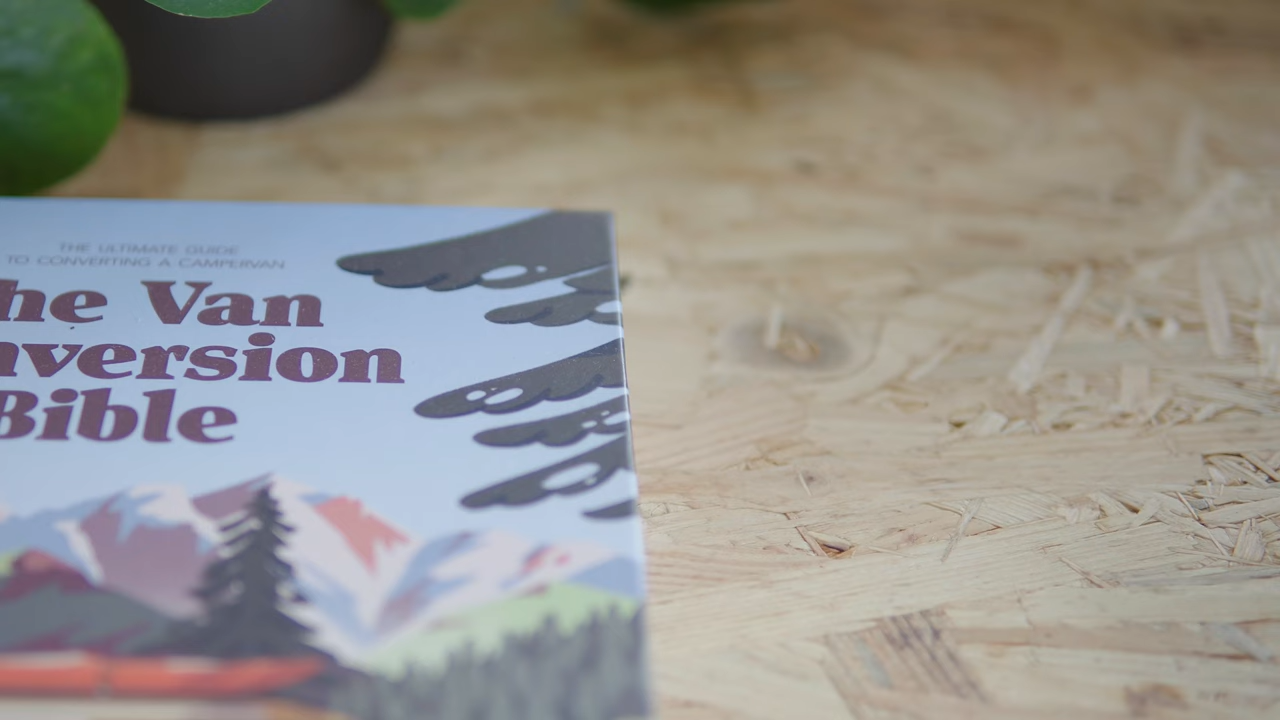 THE ULTIMATE GUIDE
TO CONVERTING A CAMPERVAN
he Van
nversion
Bible